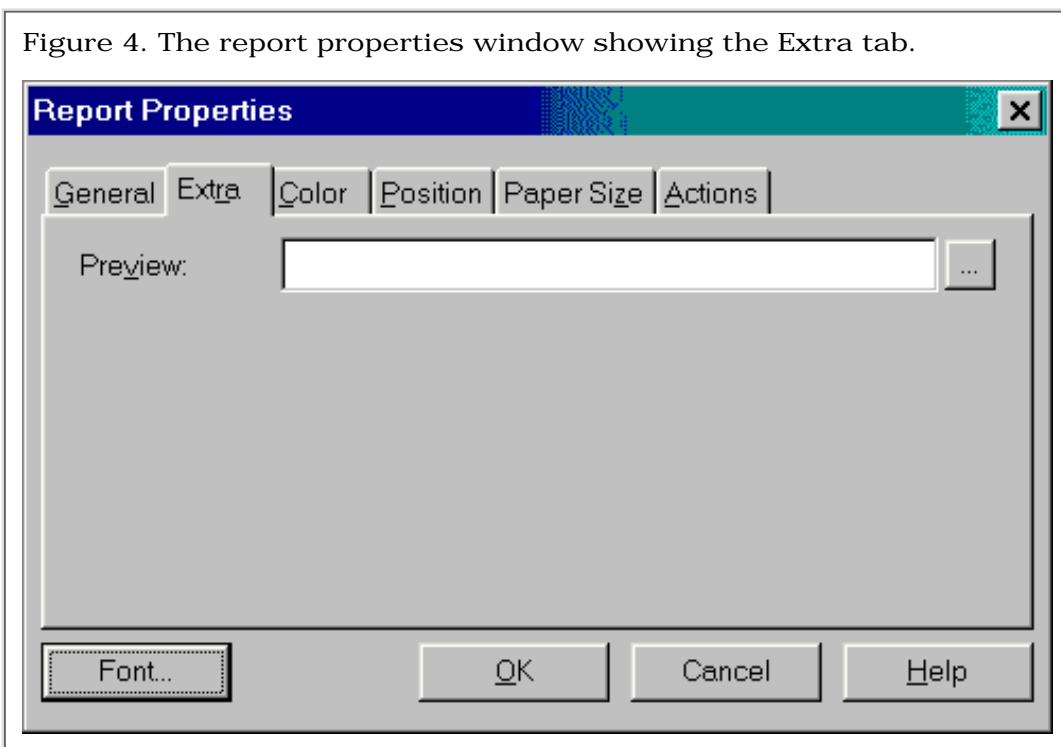 Figure 4. The report properties window showing the Extra tab.
Report Properties
General Extra Color Position Paper Size Actions
Preview: ...
Font... OK Cancel Help